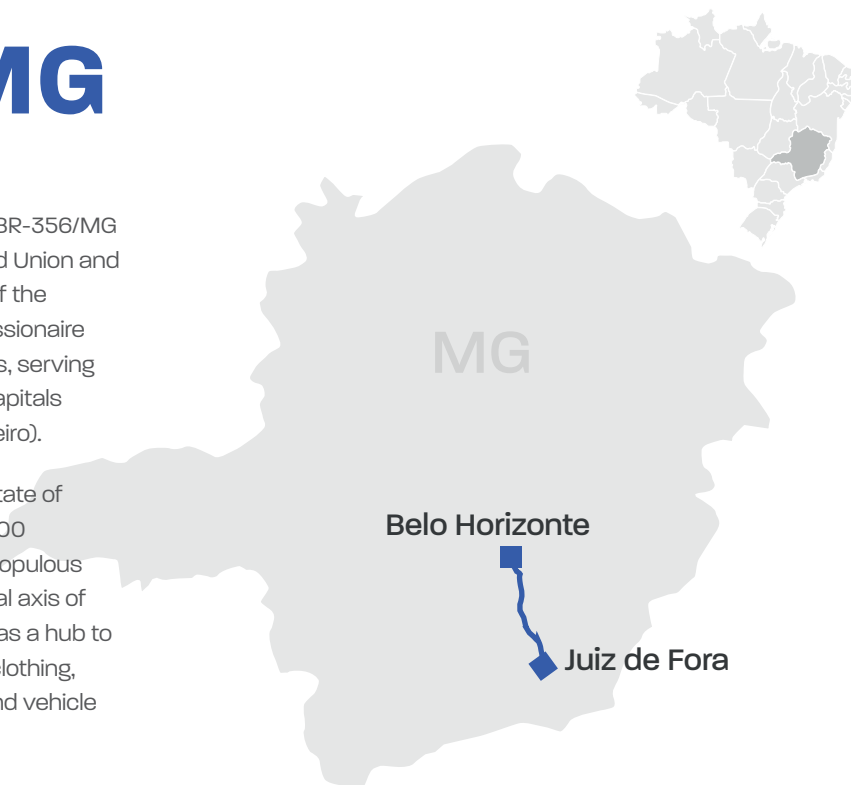 MG
BR-356/MG
d Union and
f the
ssionaire
s, serving
apitals
eiro).
tate of
00
opulous
al axis of
as a hub to
clothing,
nd vehicle
MG
Belo Horizonte
Juiz de Fora